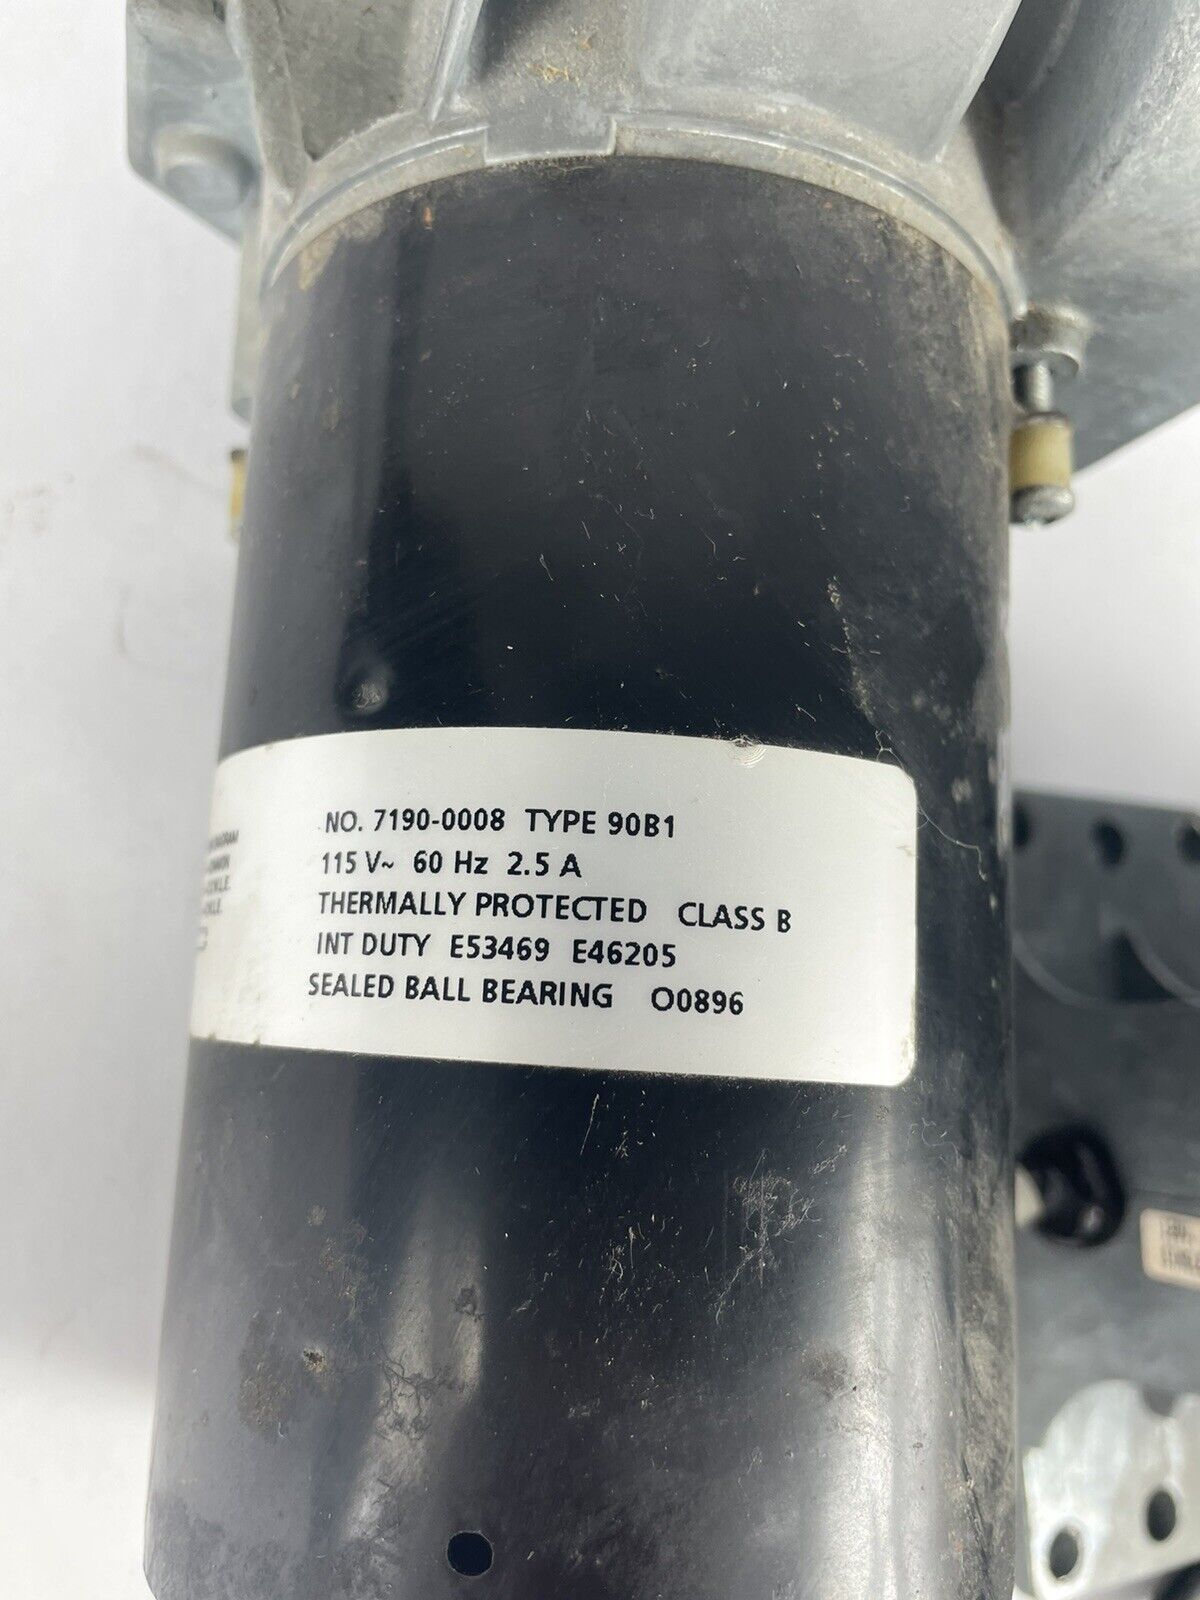 NO. 7190-0008 TYPE 90B1
115 V~ 60 Hz 2.5 A
THERMALLY PROTECTED CLASS B
INT DUTY E53469 E46205
SEALED BALL BEARING O0896